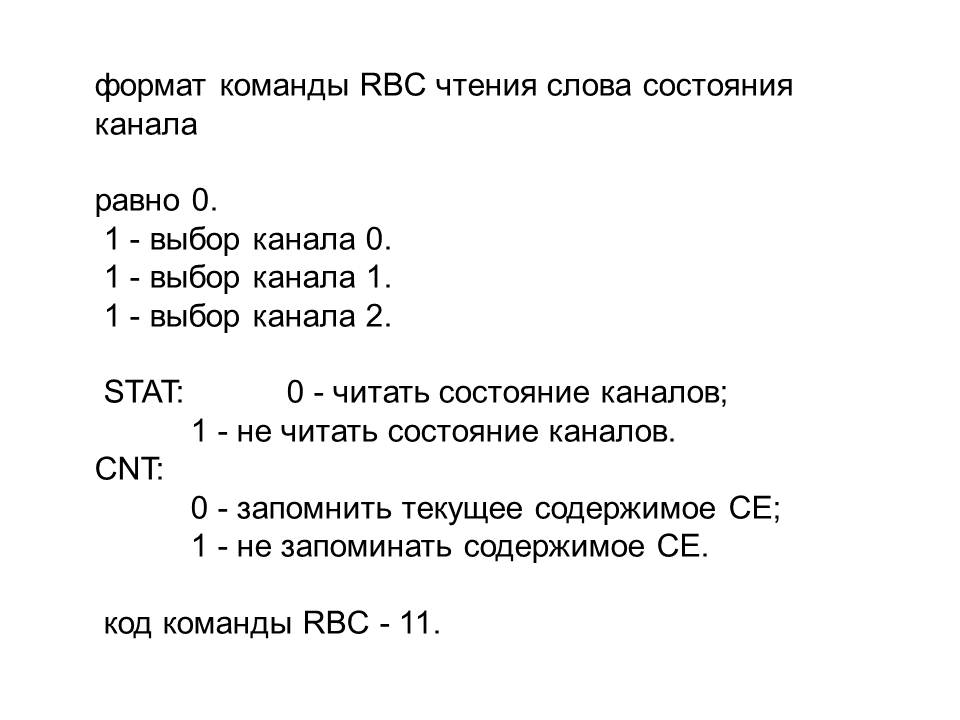 формат команды RBC чтения слова состояния
канала
равно 0.
1 - выбор канала 0.
1 - выбор канала 1.
1 - выбор канала 2.
STAT: 0 - читать состояние каналов;
1 - не читать состояние каналов.
CNT:
0 - запомнить текущее содержимое CE;
1 - не запоминать содержимое CE.
код команды RBC - 11.